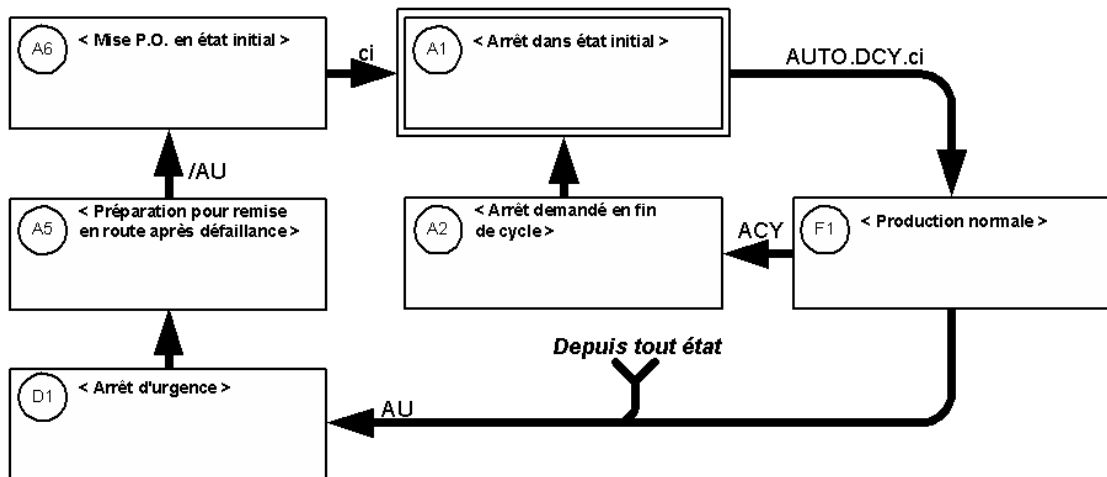 A6
< Mise P.O. en état initial >
ci
A1
< Arrêt dans état initial >
AUTO.DCY.ci
/AU
A5
< Préparation pour remise
en route après défaillance >
A2
< Arrêt demandé en fin
de cycle >
ACY
F1
< Production normale >
Depuis tout état
D1
< Arrêt d'urgence >
AU